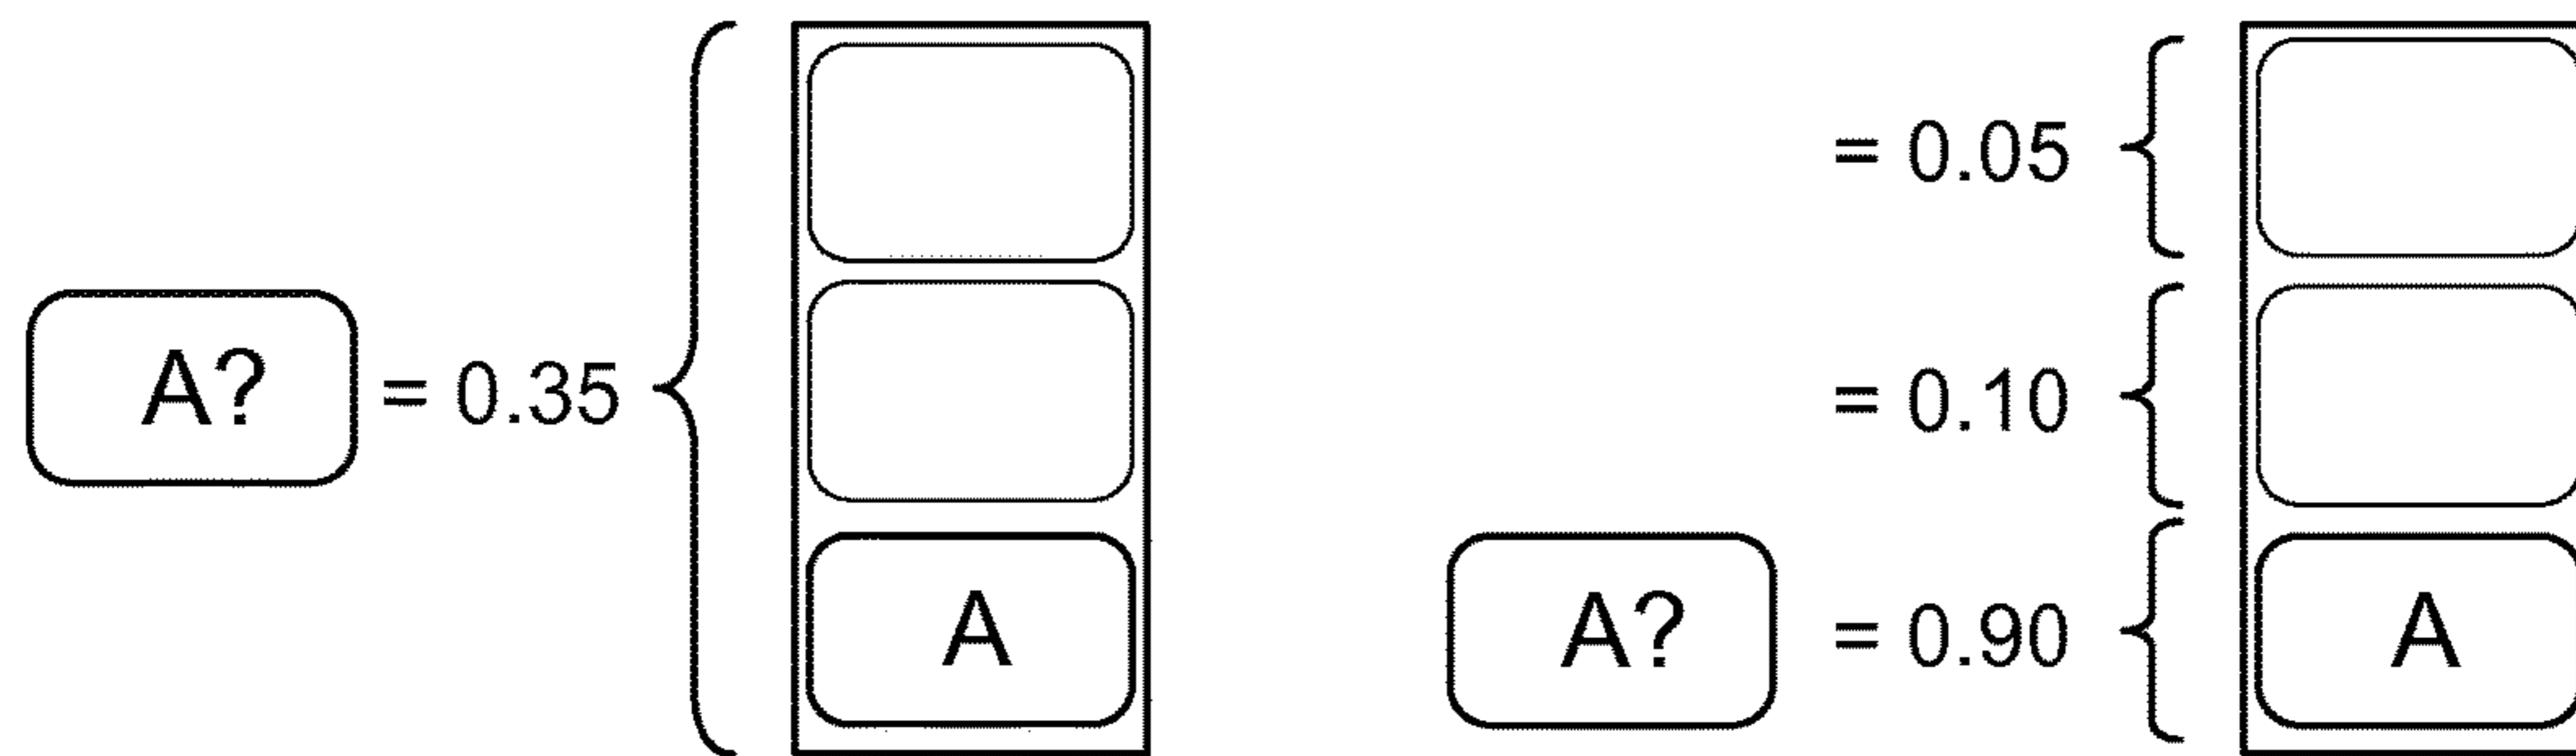 A? = 0.35
A
= 0.05
= 0.10
A? = 0.90
A